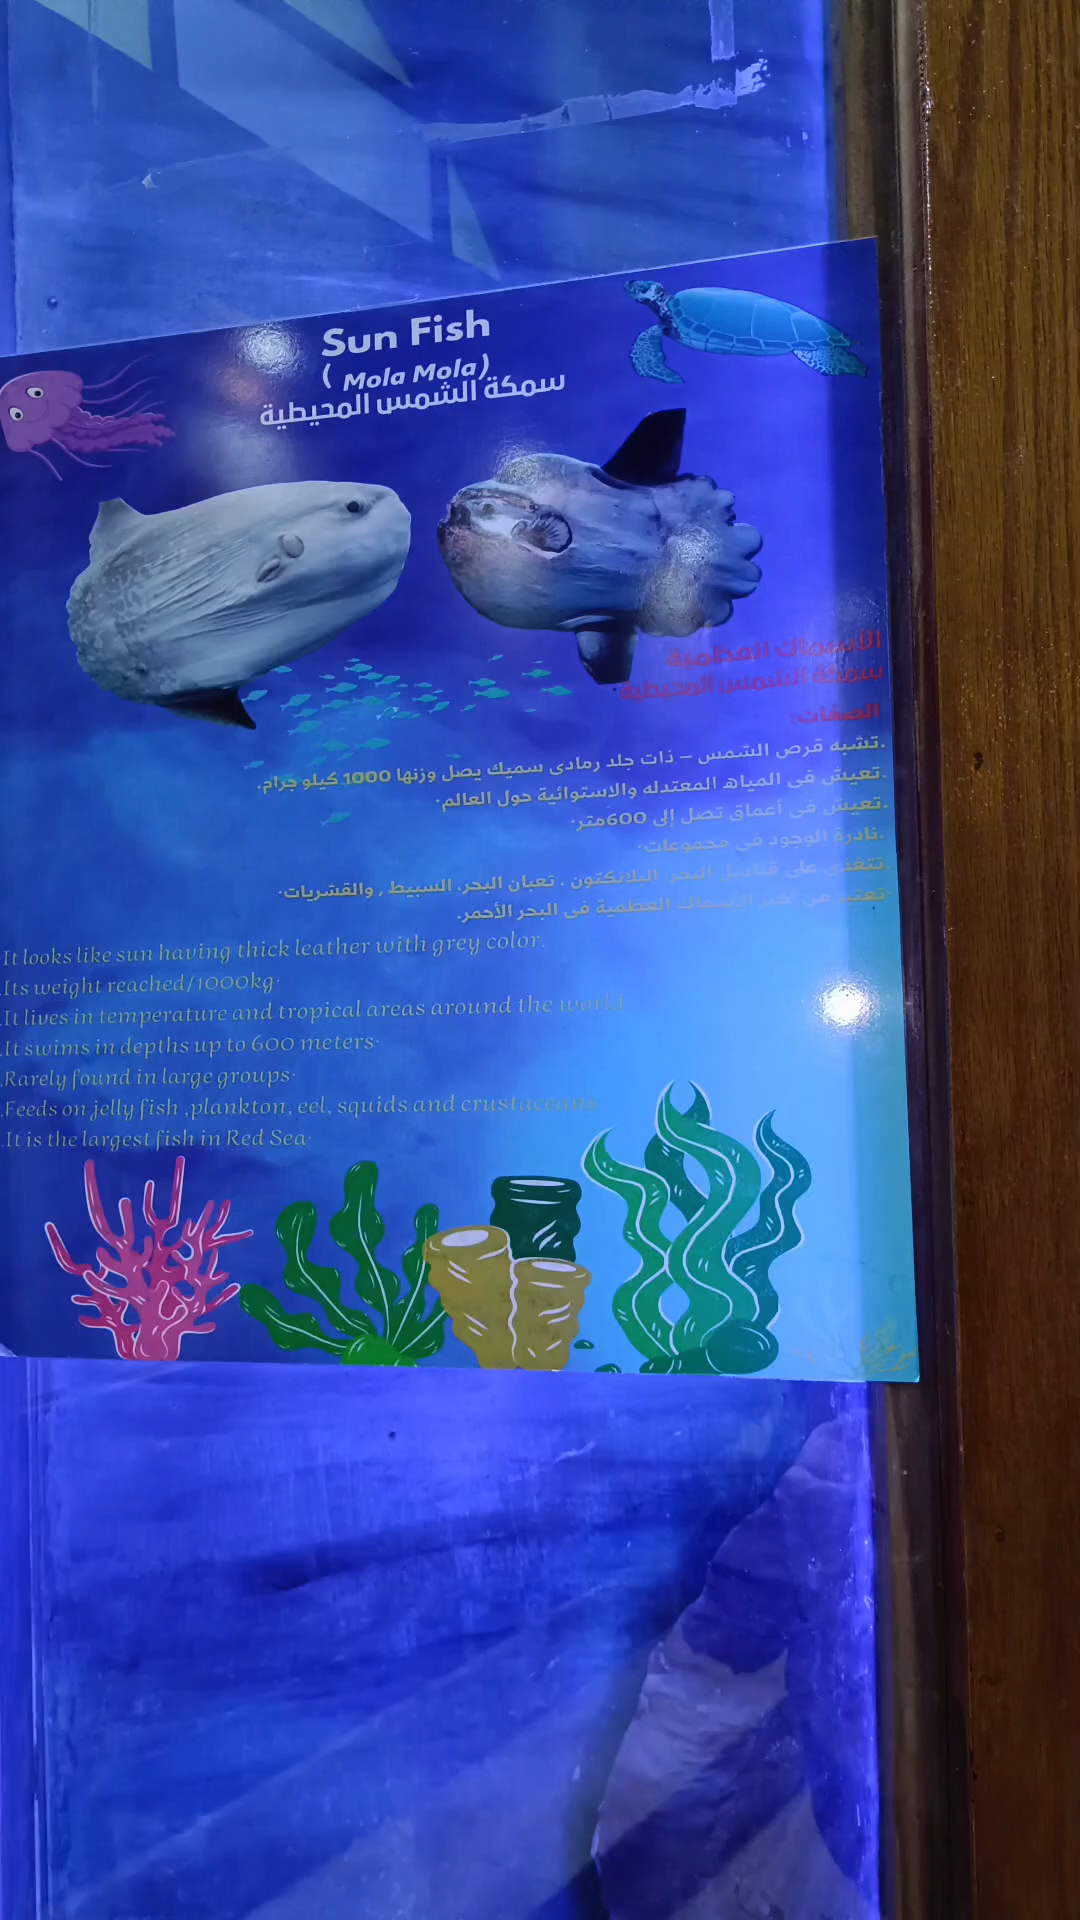 Sun Fish
( Mola Mola)
سمكة الشمس المحيطية
الأسماك العظمية
سمكة الشمس المحيطية
الصفات:
.تشبه قرص الشمس – ذات جلد رمادى سميك يصل وزنها 1000 كيلو جرام.
.تعيش فى المياه المعتدله والاستوائية حول العالم.
.تعيش فى أعماق تصل إلى 600متر.
.نادرة الوجود فى مجموعات.
.تتغذى على قناديل البحر البلانكتون ، ثعبان البحر، السبيط , والقشريات.
تعتبر من أكبر الأسماك العظمية فى البحر الأحمر.
.It looks like sun having thick leather with grey color.
.Its weight reached/1000kg.
.It lives in temperature and tropical areas around the world
.It swims in depths up to 600 meters.
.Rarely found in large groups.
.Feeds on jelly fish ,plankton, eel, squids and crustaceans
.It is the largest fish in Red Sea.